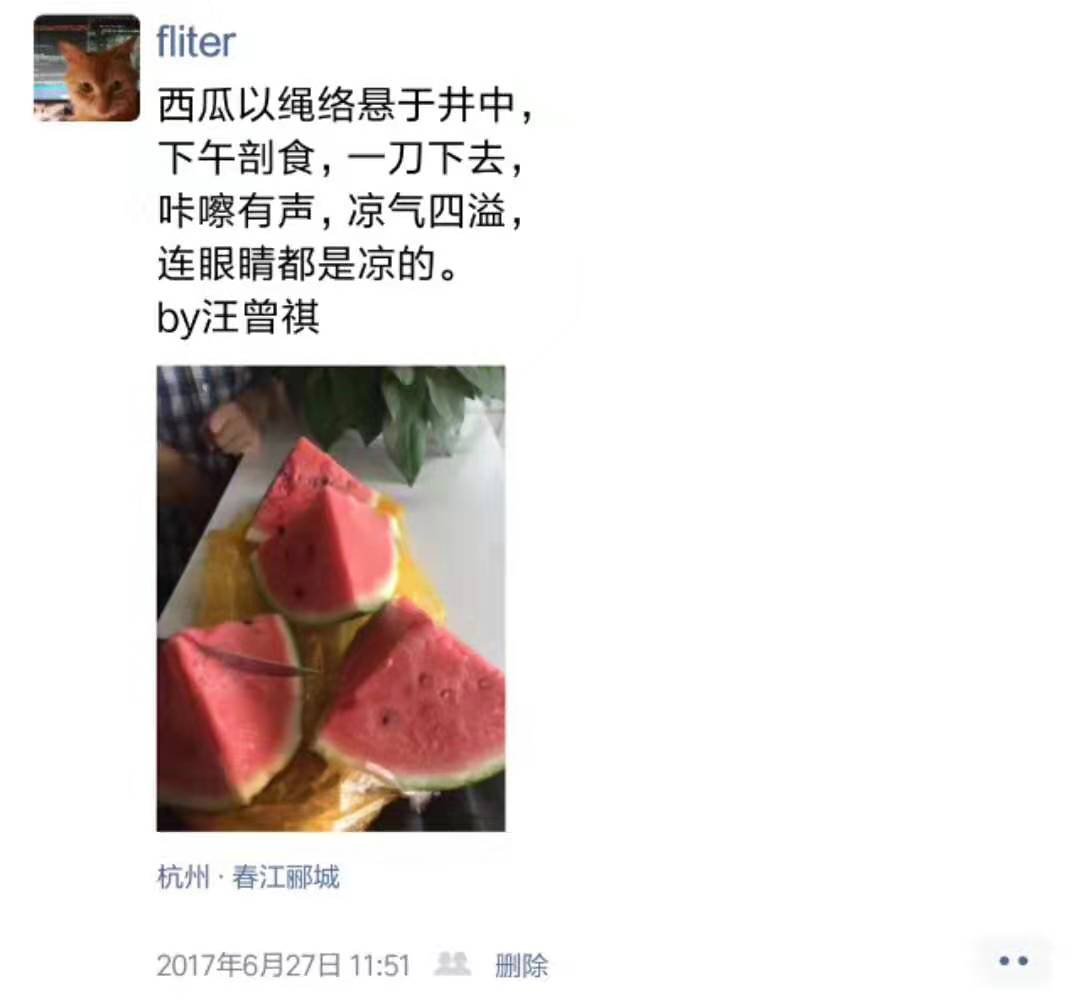 fliter
西瓜以绳络悬于井中，
下午剖食，一刀下去，
咔嚓有声，凉气四溢，
连眼睛都是凉的。
by汪曾祺
杭州·春江郦城
2017年6月27日 11:51 删除